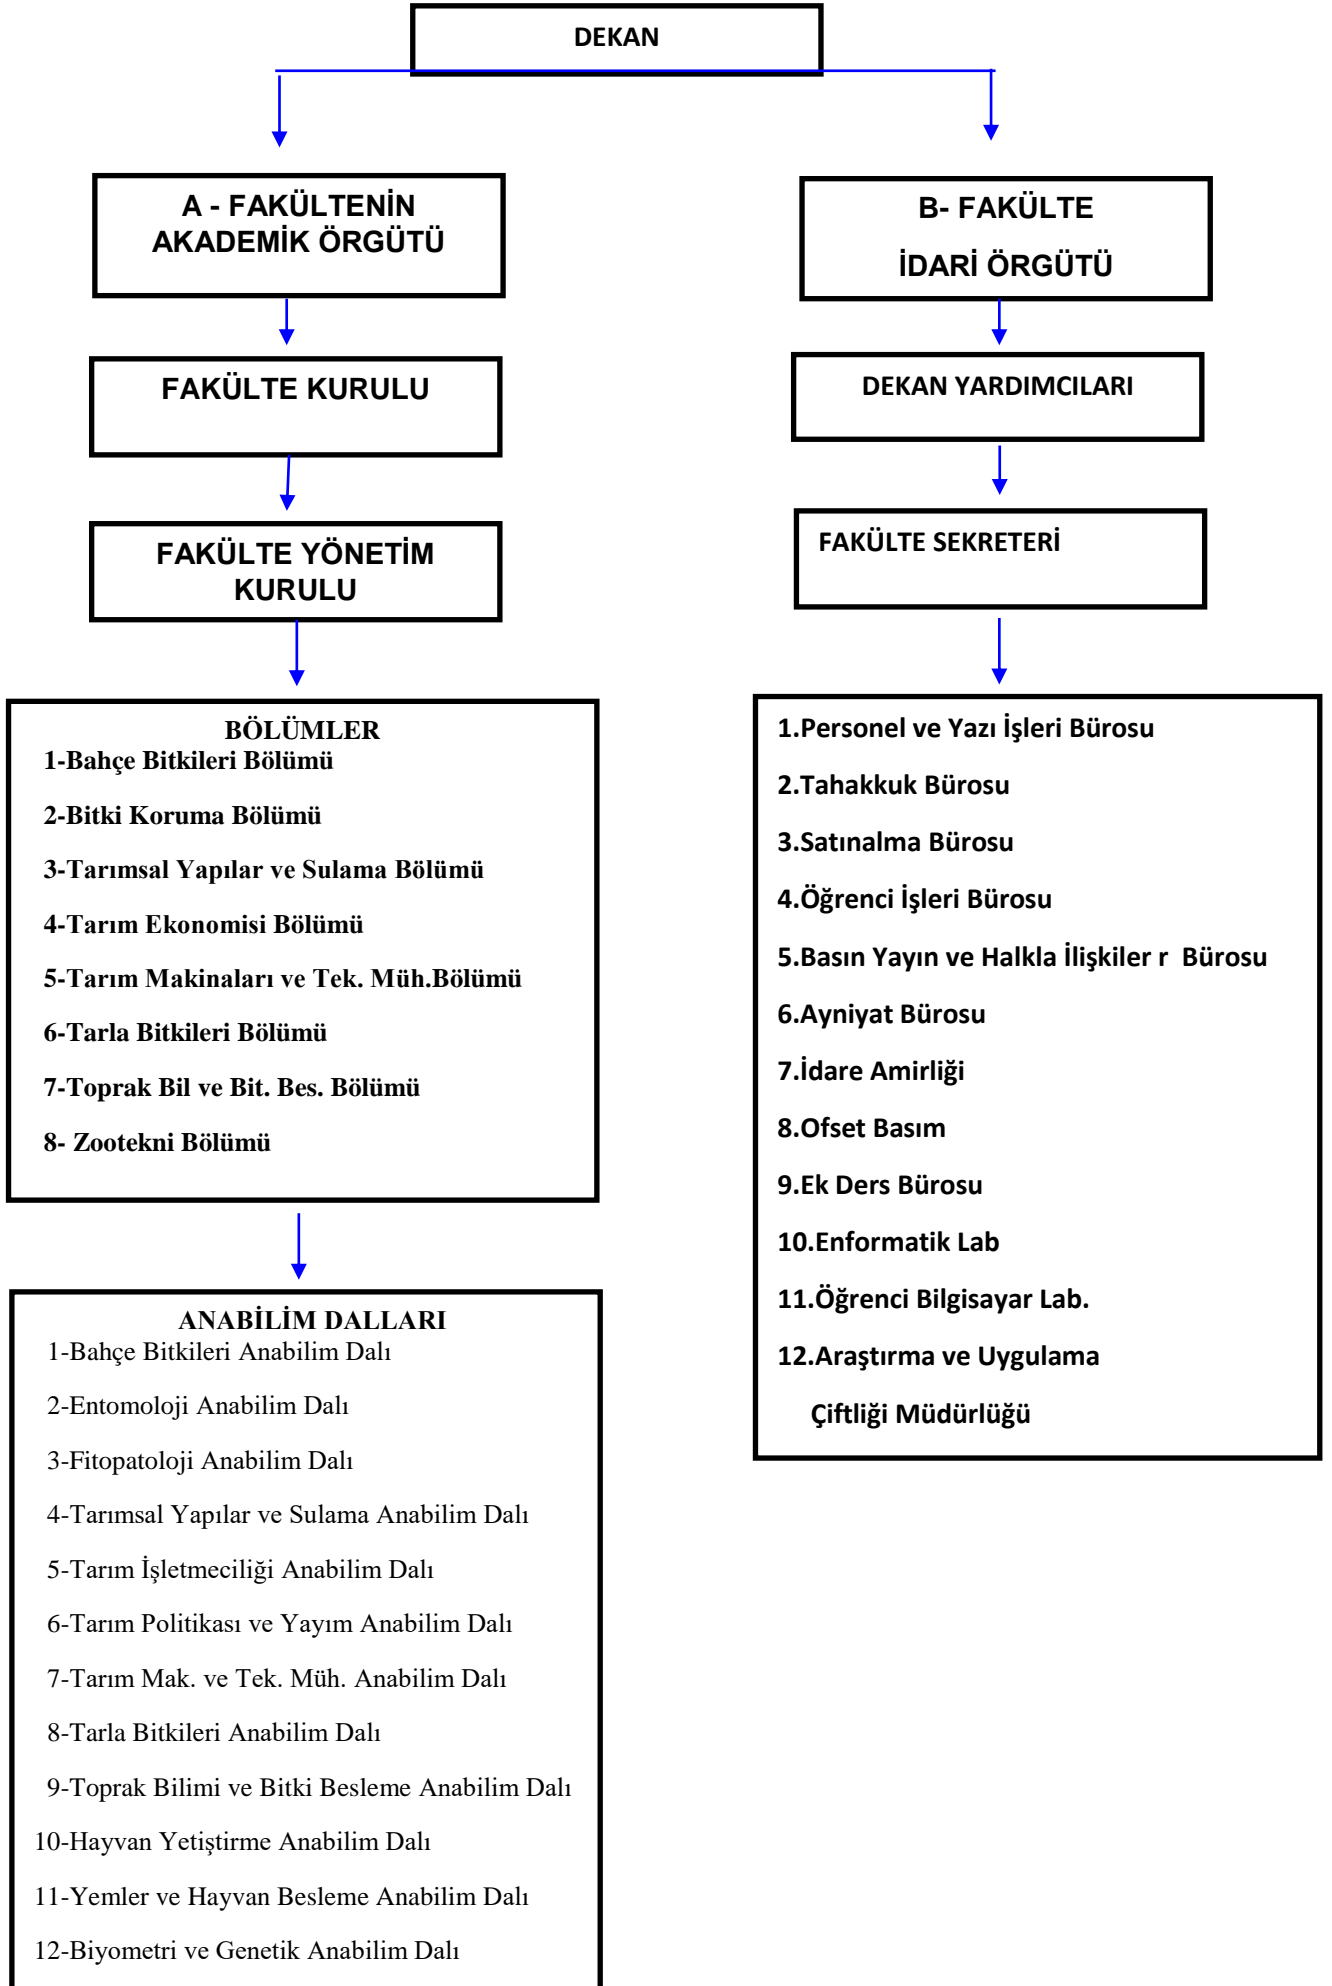 DEKAN
A - FAKÜLTENİN
AKADEMİK ÖRGÜTÜ
FAKÜLTE KURULU
FAKÜLTE YÖNETİM
KURULU
BÖLÜMLER
1-Bahçe Bitkileri Bölümü
2-Bitki Koruma Bölümü
3-Tarımsal Yapılar ve Sulama Bölümü
4-Tarım Ekonomisi Bölümü
5-Tarım Makinaları ve Tek. Müh.Bölümü
6-Tarla Bitkileri Bölümü
7-Toprak Bil ve Bit. Bes. Bölümü
8- Zootekni Bölümü
ANABİLİM DALLARI
1-Bahçe Bitkileri Anabilim Dalı
2-Entomoloji Anabilim Dalı
3-Fitopatoloji Anabilim Dalı
4-Tarımsal Yapılar ve Sulama Anabilim Dalı
5-Tarım İşletmeciliği Anabilim Dalı
6-Tarım Politikası ve Yayım Anabilim Dalı
7-Tarım Mak. ve Tek. Müh. Anabilim Dalı
8-Tarla Bitkileri Anabilim Dalı
9-Toprak Bilimi ve Bitki Besleme Anabilim Dalı
10-Hayvan Yetiştirme Anabilim Dalı
11-Yemler ve Hayvan Besleme Anabilim Dalı
12-Biyometri ve Genetik Anabilim Dalı
B- FAKÜLTE
İDARİ ÖRGÜTÜ
DEKAN YARDIMCILARI
FAKÜLTE SEKRETERİ
1.Personel ve Yazı İşleri Bürosu
2.Tahakkuk Bürosu
3.Satınalma Bürosu
4.Öğrenci İşleri Bürosu
5.Basın Yayın ve Halkla İlişkiler r Bürosu
6.Ayniyat Bürosu
7.İdare Amirliği
8.Ofset Basım
9.Ek Ders Bürosu
10.Enformatik Lab
11.Öğrenci Bilgisayar Lab.
12.Araştırma ve Uygulama
Çiftliği Müdürlüğü